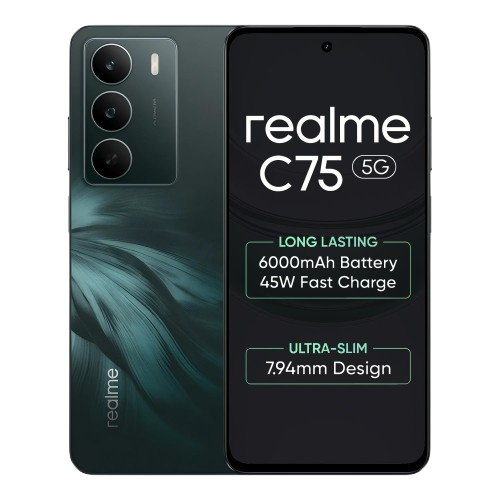 realme
C75 5G
LONG LASTING
6000mAh Battery
45W Fast Charge
ULTRA-SLIM
7.94mm Design
realme